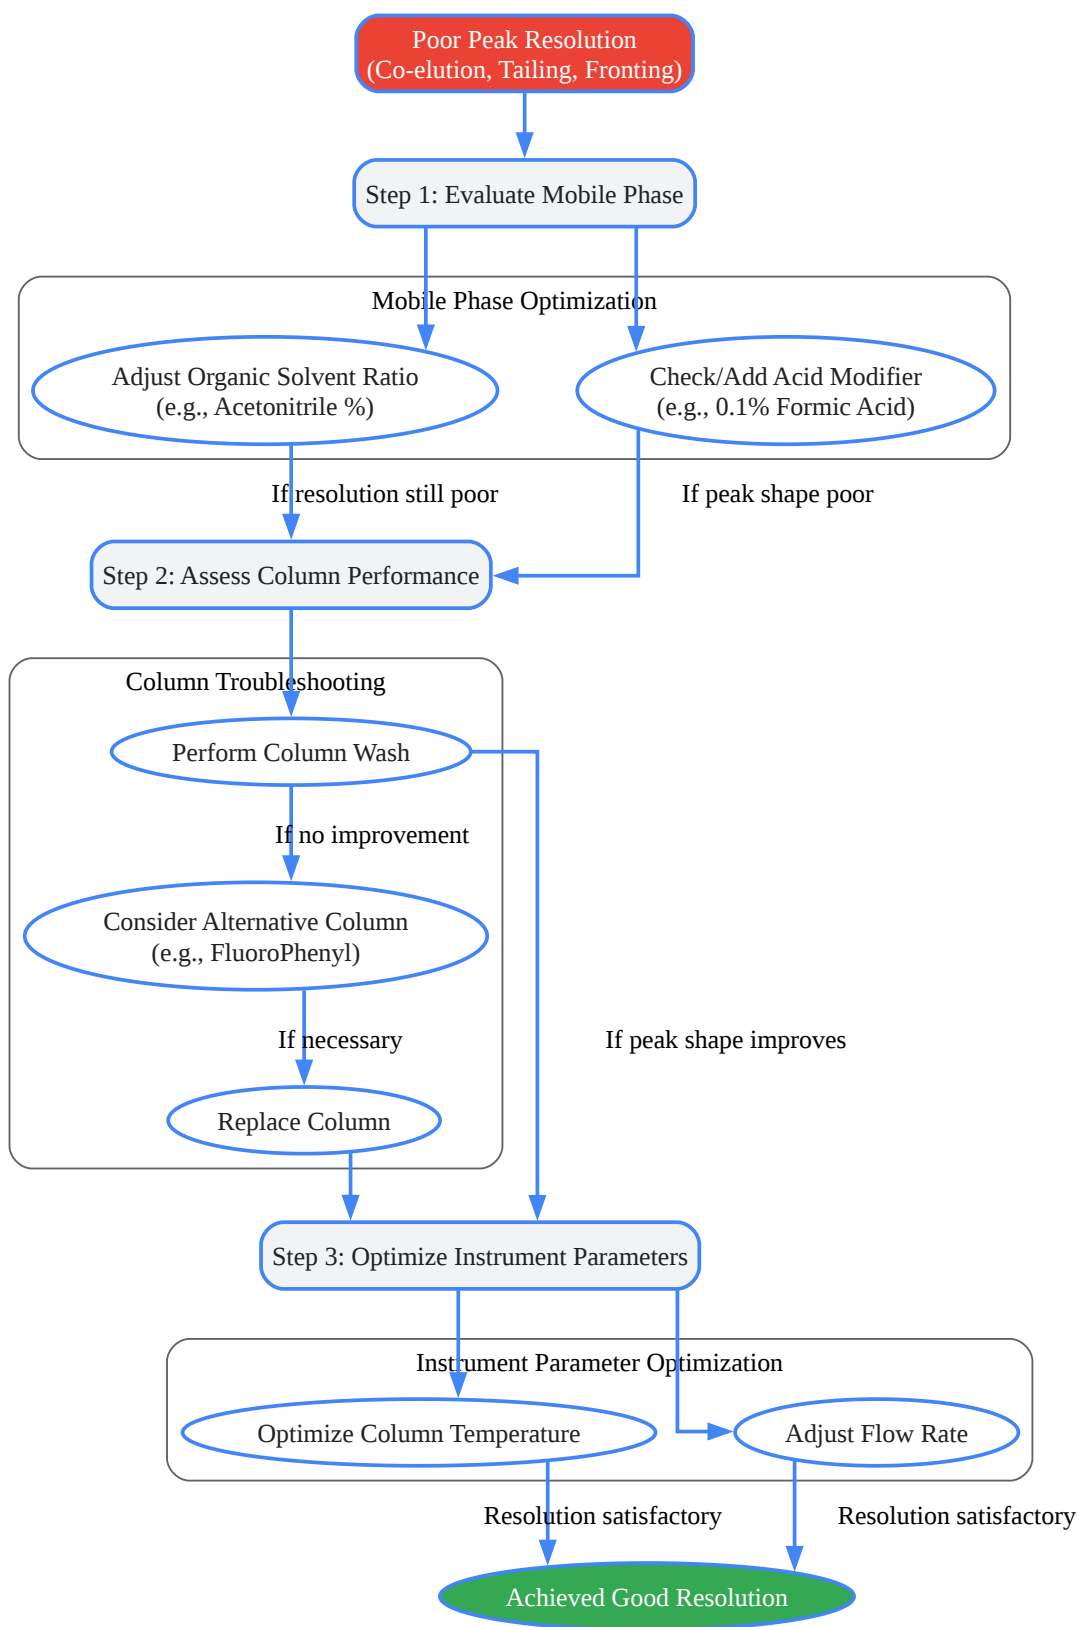 Poor Peak Resolution
(Co-elution, Tailing, Fronting)
Step 1: Evaluate Mobile Phase
Mobile Phase Optimization
Adjust Organic Solvent Ratio
(e.g., Acetonitrile %)
Check/Add Acid Modifier
(e.g., 0.1% Formic Acid)
If resolution still poor
If peak shape poor
Step 2: Assess Column Performance
Column Troubleshooting
Perform Column Wash
If no improvement
Consider Alternative Column
(e.g., FluoroPhenyl)
If necessary
If peak shape improves
Replace Column
Step 3: Optimize Instrument Parameters
Instrument Parameter Optimization
Optimize Column Temperature
Adjust Flow Rate
Resolution satisfactory
Resolution satisfactory
Achieved Good Resolution